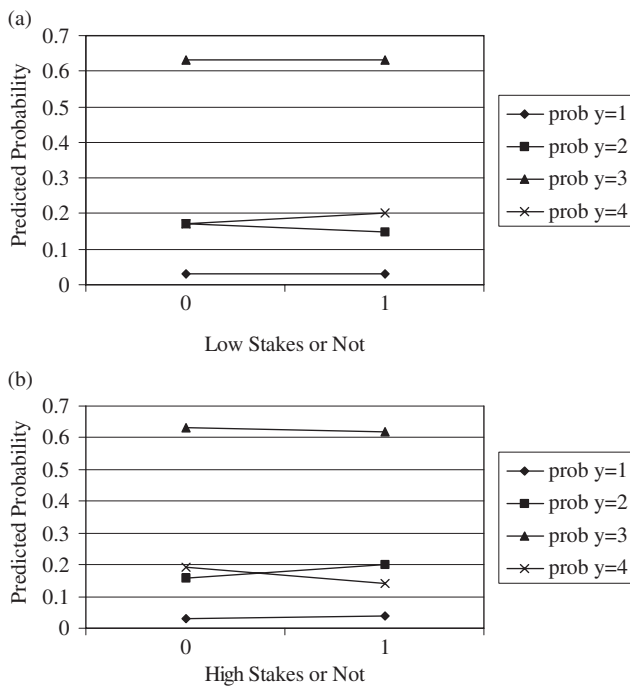 (a)
0.7
0.6
0.5
0.4
0.3
0.2
0.1
0
Predicted Probability
0 1
Low Stakes or Not
prob y=1
prob y=2
prob y=3
prob y=4
(b)
0.7
0.6
0.5
0.4
0.3
0.2
0.1
0
Predicted Probability
0 1
High Stakes or Not
prob y=1
prob y=2
prob y=3
prob y=4